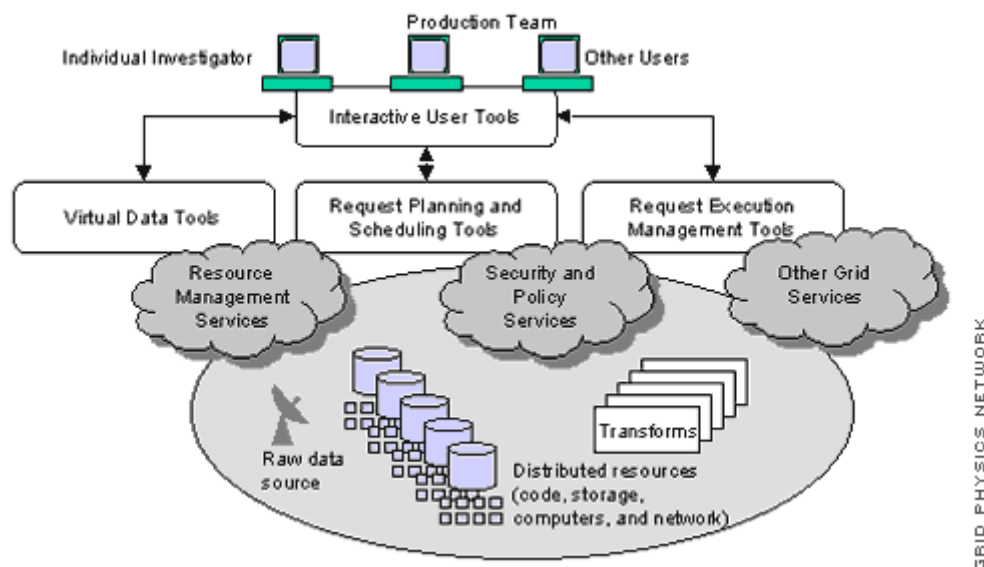 Production Team
Individual Investigator
Other Users
Interactive User Tools
Virtual Data Tools
Request Planning and
Scheduling Tools
Request Execution
Management Tools
Resource
Management
Services
Security and
Policy
Services
Other Grid
Services
Raw data
source
Transforms
Distributed resources
(code, storage,
computers, and network)
GRID PHYSICS NETWORK